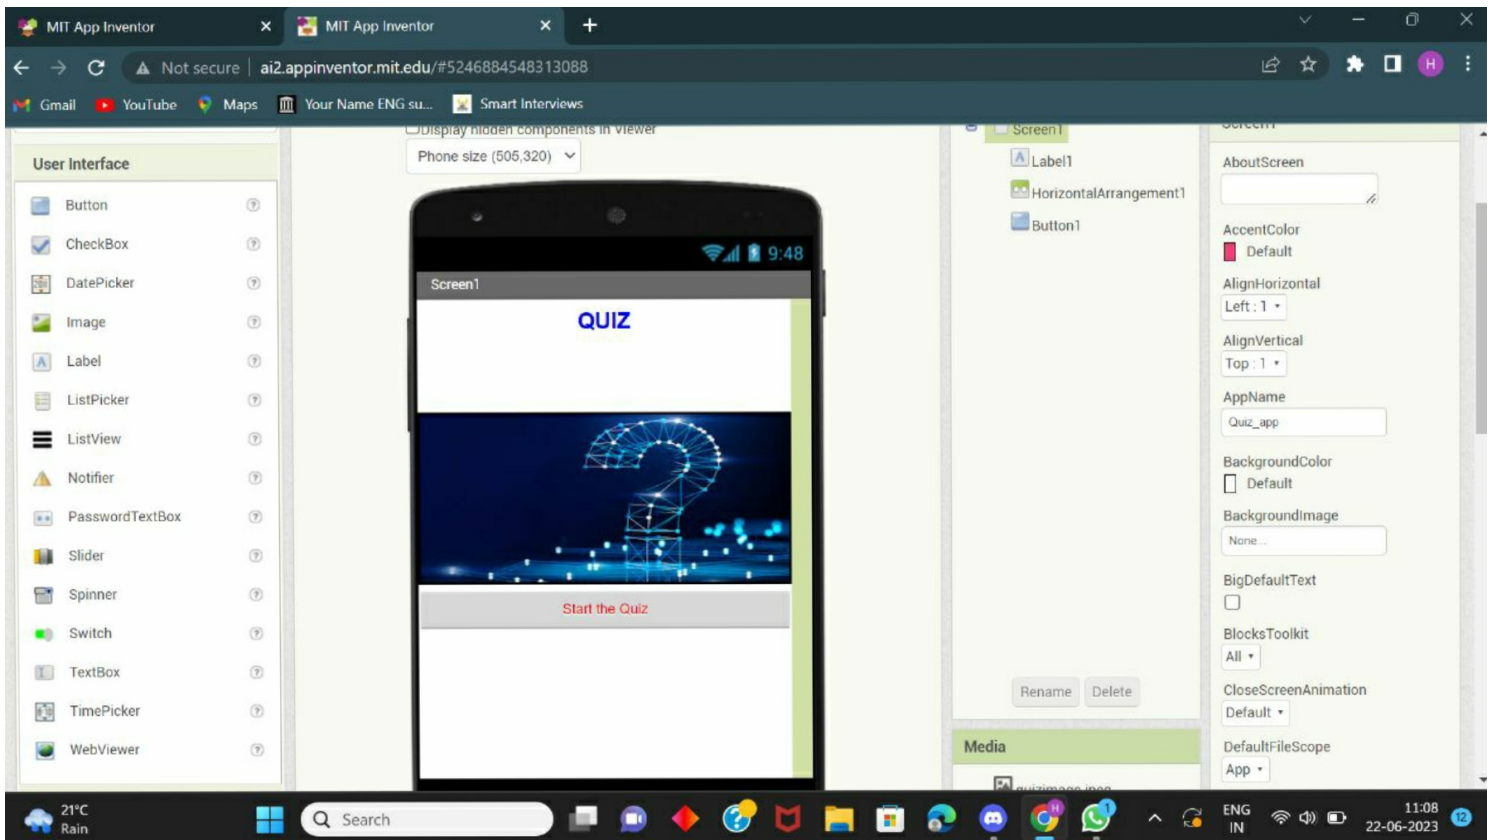 MIT App Inventor
MIT App Inventor
Not secure | ai2.appinventor.mit.edu/#5246884548313088
H
Gmail
YouTube
Maps
Your Name ENG su...
Smart Interviews
User Interface
Button
CheckBox
DatePicker
Image
Label
ListPicker
ListView
Notifier
PasswordTextBox
Slider
Spinner
Switch
TextBox
TimePicker
WebViewer
Display hidden components in Viewer
Phone size (505,320)
9:48
Screen1
QUIZ
Start the Quiz
Screen1
Label1
HorizontalArrangement1
Button1
Rename
Delete
Media
quizimage.jpeg
Screen1
AboutScreen
AccentColor
Default
AlignHorizontal
Left : 1
AlignVertical
Top : 1
AppName
Quiz_app
BackgroundColor
Default
BackgroundImage
None...
BigDefaultText
BlocksToolkit
All
CloseScreenAnimation
Default
DefaultFileScope
App
21°C
Rain
Search
ENG
IN
11:08
22-06-2023
12